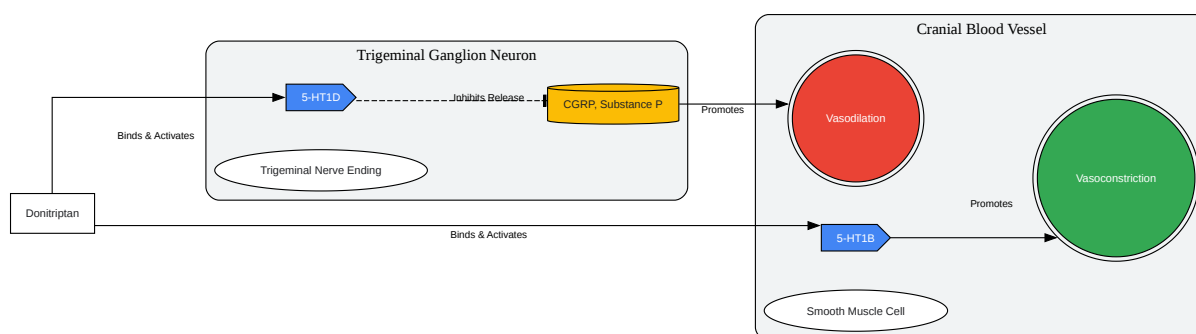 Trigeminal Ganglion Neuron
Cranial Blood Vessel
5-HT1D
Inhibits Release
CGRP, Substance P
Promotes
Vasodilation
Binds & Activates
Trigeminal Nerve Ending
Vasoconstriction
Donitriptan
Promotes
Binds & Activates
5-HT1B
Smooth Muscle Cell